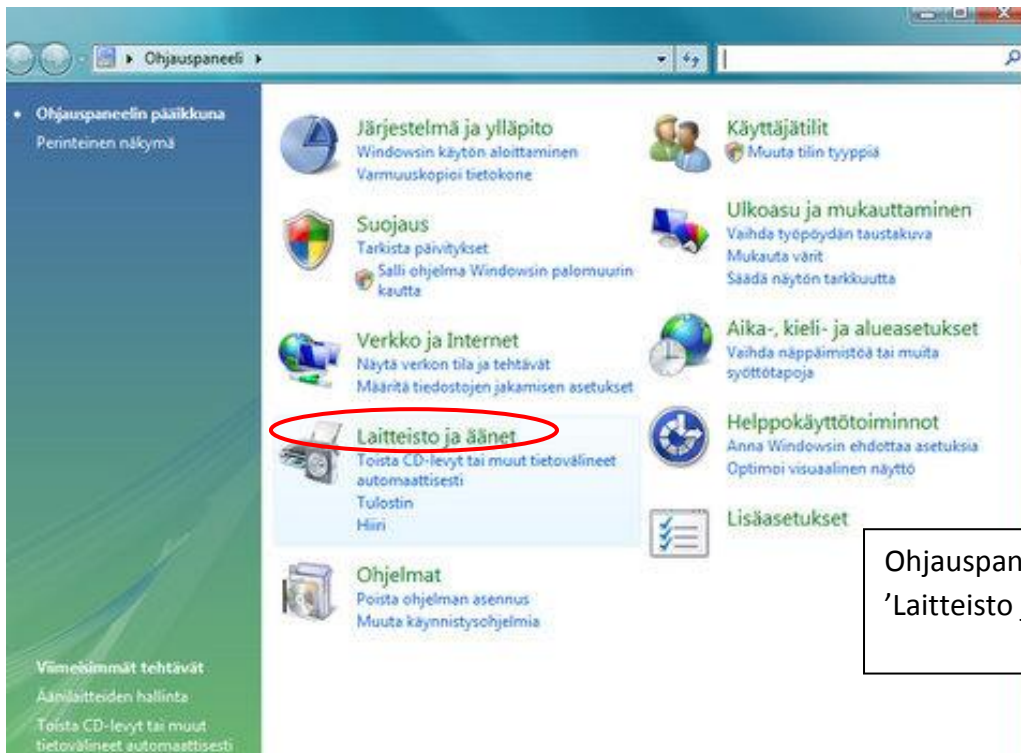 Ohjauspaneeli
Ohjauspaneelin pääikkuna
Perinteinen näkymä
Järjestelmä ja ylläpito
Windowsin käytön aloittaminen
Varmuuskopioi tietokone
Suojaus
Tarkista päivitykset
Salli ohjelma Windowsin palomuurin
kautta
Verkko ja Internet
Näytä verkon tila ja tehtävät
Määritä tiedostojen jakamisen asetukset
Laitteisto ja äänet
Toista CD-levyt tai muut tietovälineet
automaattisesti
Tulostin
Hiiri
Ohjelmat
Poista ohjelman asennus
Muuta käynnistysohjelmia
Käyttäjätilit
Muuta tilin tyyppiä
Ulkoasu ja mukauttaminen
Vaihda työpöydän taustakuva
Mukauta värit
Säädä näytön tarkkuutta
Aika-, kieli- ja alueasetukset
Vaihda näppäimistöä tai muita
syöttötapoja
Helppokäyttötoiminnot
Anna Windowsin ehdottaa asetuksia
Optimoi visuaalinen näyttö
Lisäasetukset
Viimeisimmät tehtävät
Äänilaitteiden hallinta
Toista CD-levyt tai muut
tietovälineet automaattisesti
Ohjauspan
’Laitteisto